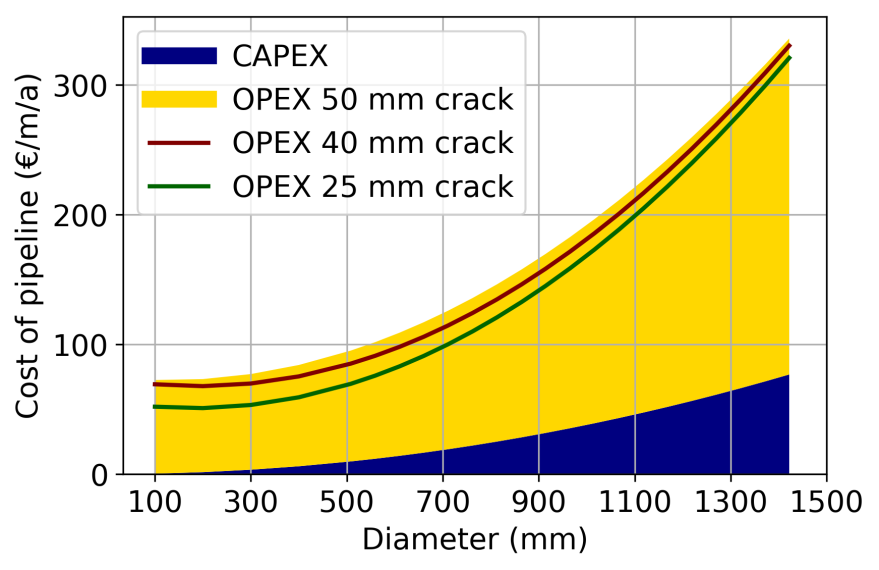 CAPEX
OPEX 50 mm crack
OPEX 40 mm crack
OPEX 25 mm crack
Cost of pipeline (€/m/a)
300
200
100
0
100 300 500 700 900 1100 1300 1500
Diameter (mm)